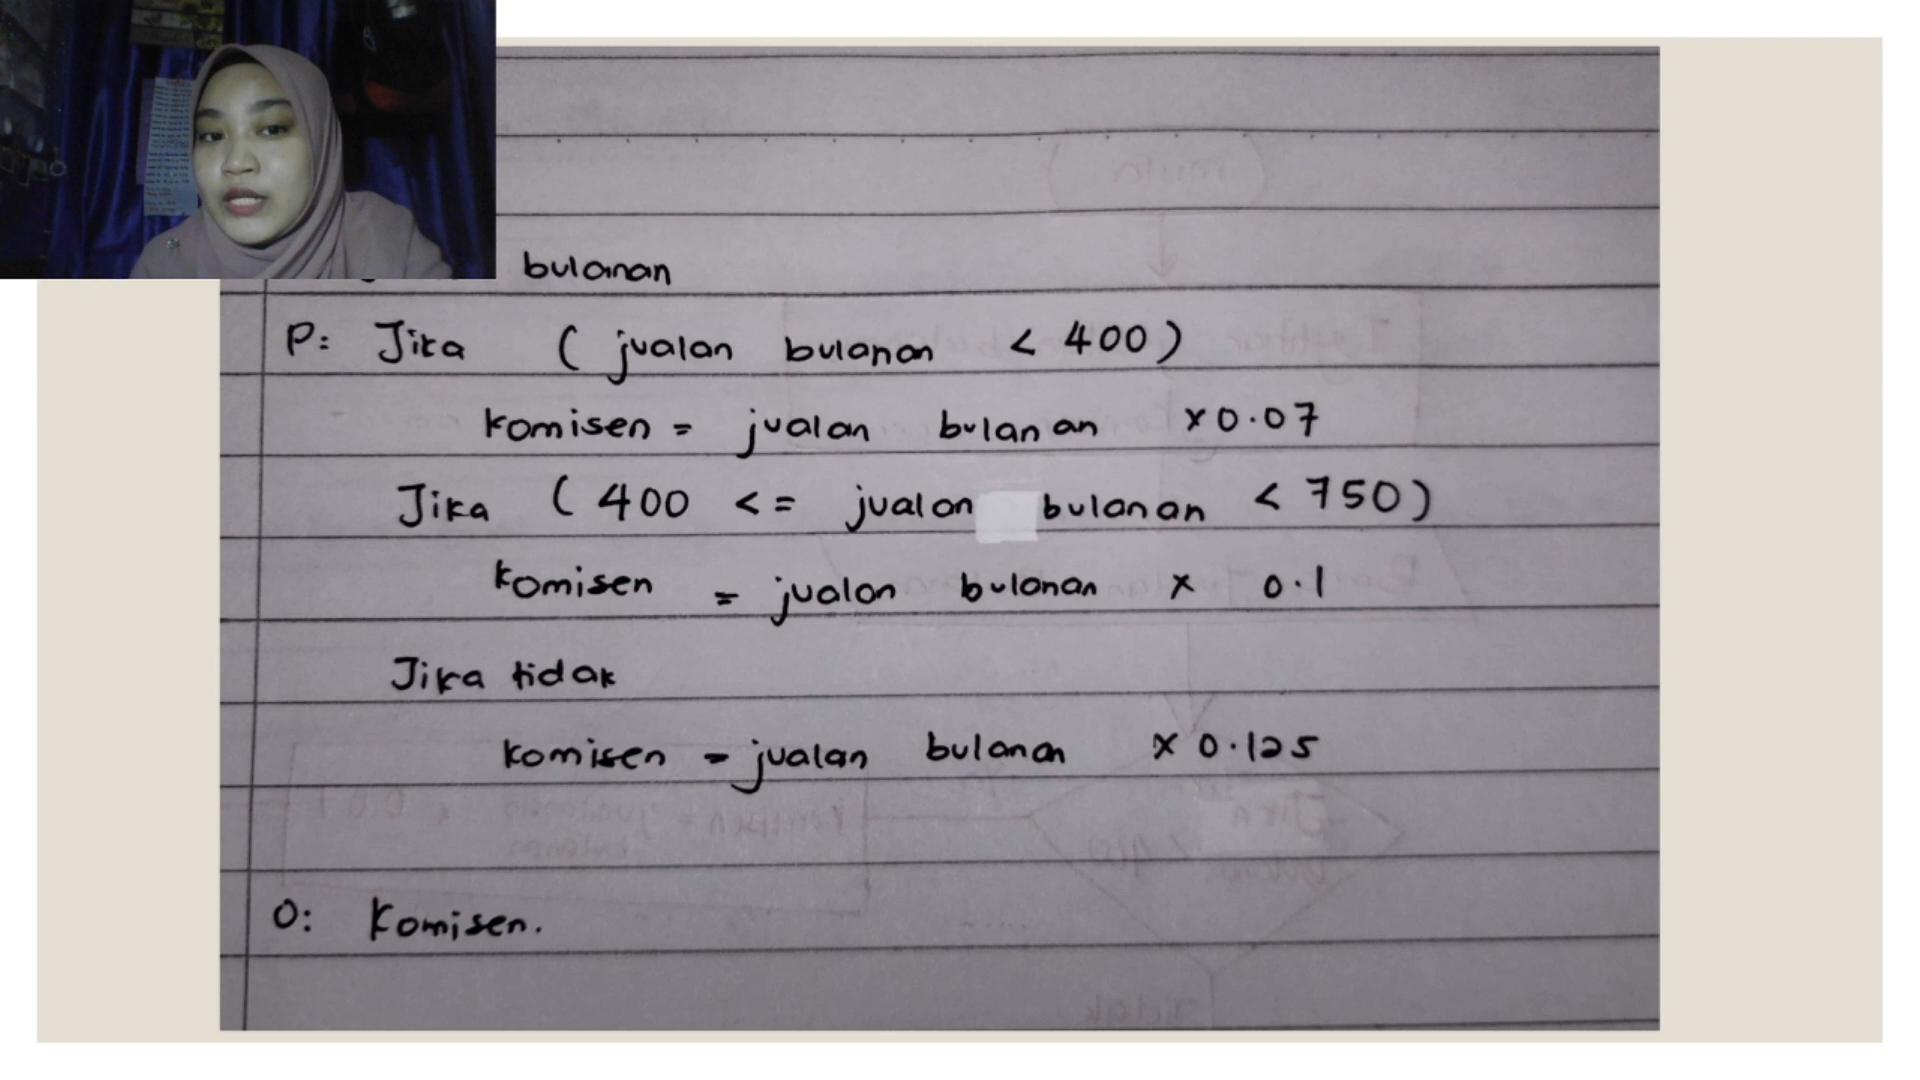 bulanan
P: Jika ( jualan bulanan < 400 )
komisen = jualan bulanan x 0.07
Jika ( 400 <= jualan bulanan < 750 )
komisen = jualan bulanan x 0.1
Jika tidak
komisen = jualan bulanan x 0.125
O: Komisen.